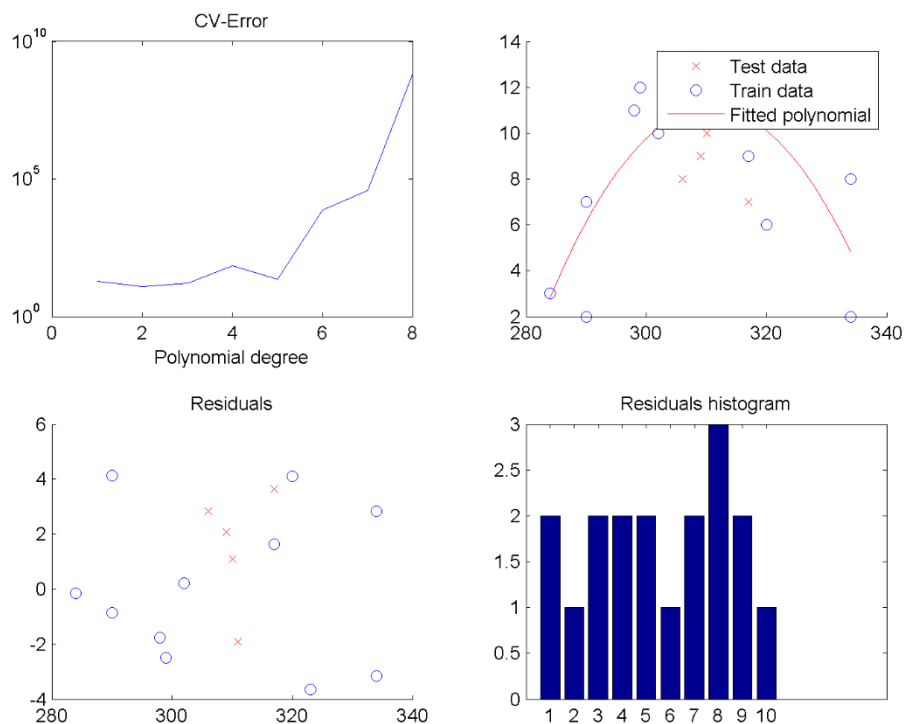 CV-Error
10^10
10^5
10^0
0 2 4 6 8
Polynomial degree
14
12
10
8
6
4
2
280 300 320 340
Test data
Train data
Fitted polynomial
Residuals
6
4
2
0
-2
-4
280 300 320 340
Residuals histogram
3
2.5
2
1.5
1
0.5
0
1 2 3 4 5 6 7 8 9 10